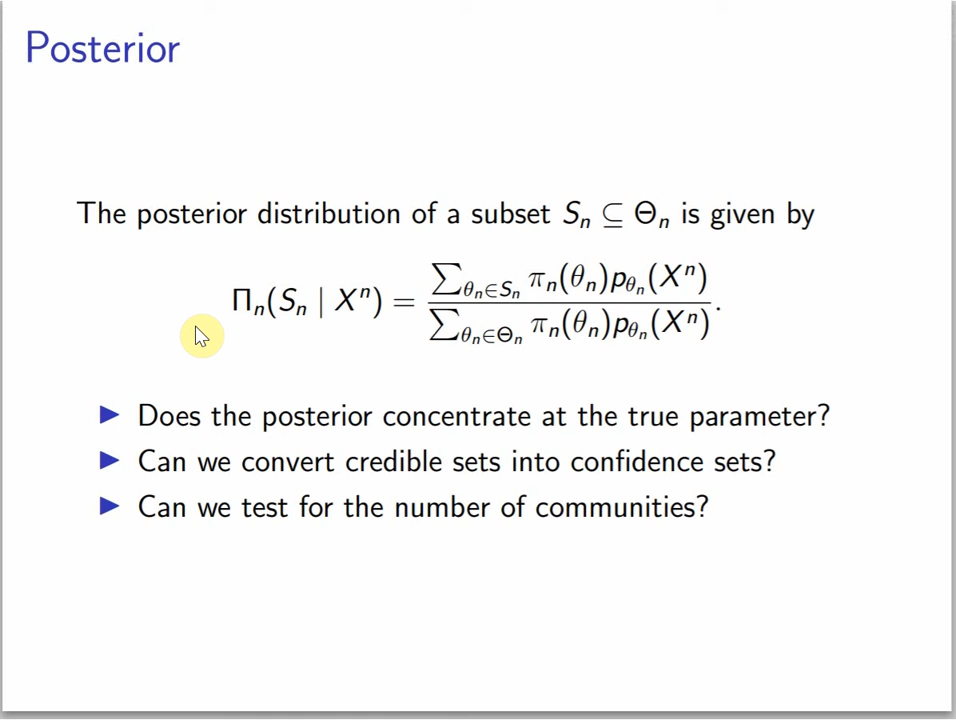 Posterior
The posterior distribution of a subset Sₙ ⊆ Θₙ is given by
Πₙ(Sₙ | Xⁿ) = \frac{∑_{θₙ∈Sₙ} πₙ(θₙ)p_{θₙ}(Xⁿ)}{∑_{θₙ∈Θₙ} πₙ(θₙ)p_{θₙ}(Xⁿ)}.
▶ Does the posterior concentrate at the true parameter?
▶ Can we convert credible sets into confidence sets?
▶ Can we test for the number of communities?